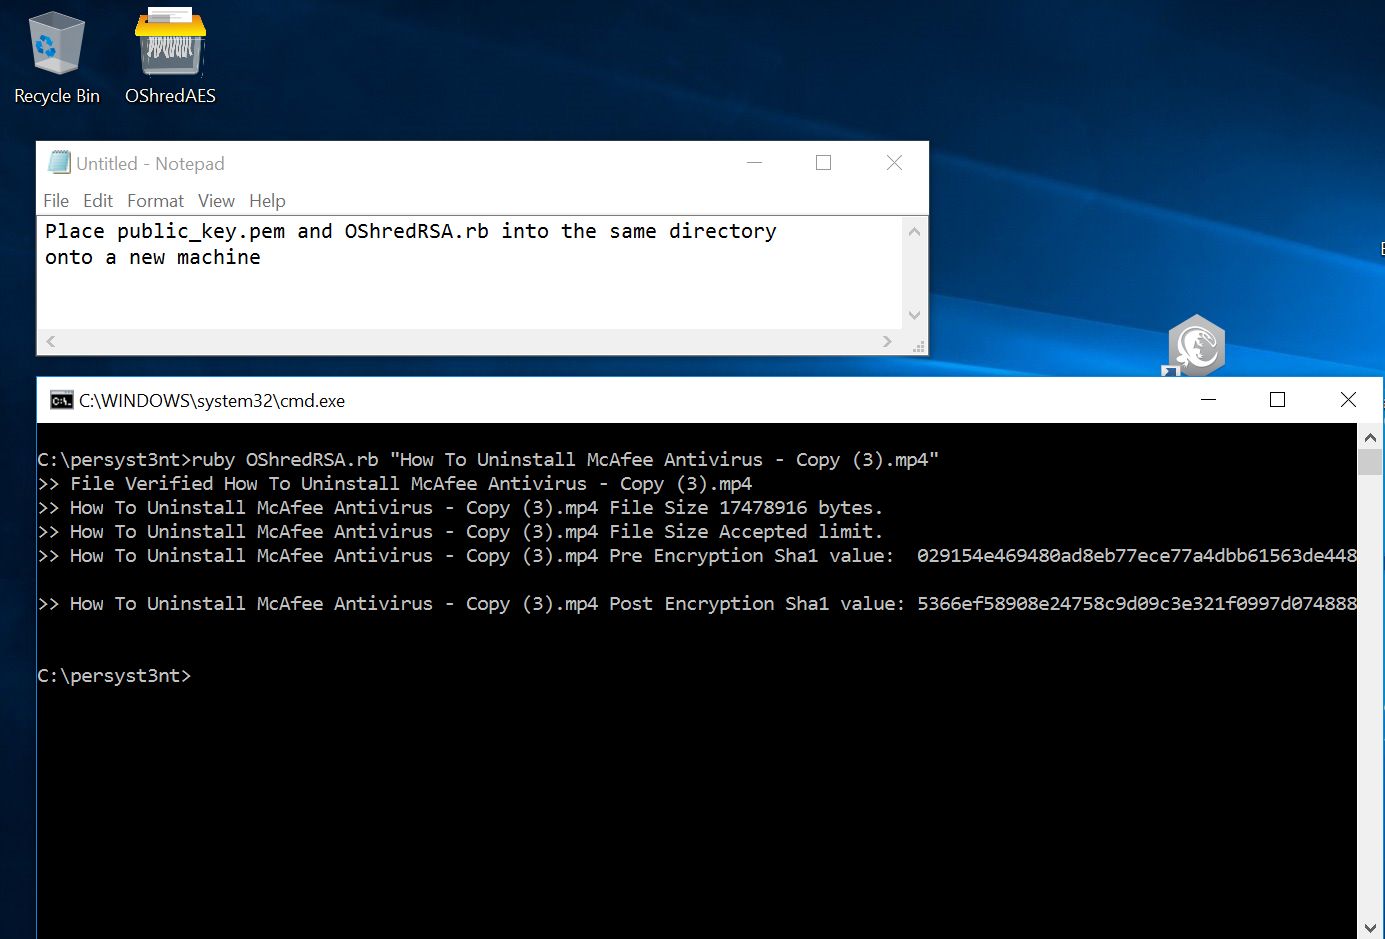 Recycle Bin
OShredAES
Untitled - Notepad
File Edit Format View Help
Place public_key.pem and OShredRSA.rb into the same directory
onto a new machine
C:\WINDOWS\system32\cmd.exe
C:\persyst3nt>ruby OShredRSA.rb "How To Uninstall McAfee Antivirus - Copy (3).mp4"
>> File Verified How To Uninstall McAfee Antivirus - Copy (3).mp4
>> How To Uninstall McAfee Antivirus - Copy (3).mp4 File Size 17478916 bytes.
>> How To Uninstall McAfee Antivirus - Copy (3).mp4 File Size Accepted limit.
>> How To Uninstall McAfee Antivirus - Copy (3).mp4 Pre Encryption Sha1 value:  029154e469480ad8eb77ece77a4dbb61563de448
>> How To Uninstall McAfee Antivirus - Copy (3).mp4 Post Encryption Sha1 value: 5366ef58908e24758c9d09c3e321f0997d074888
C:\persyst3nt>